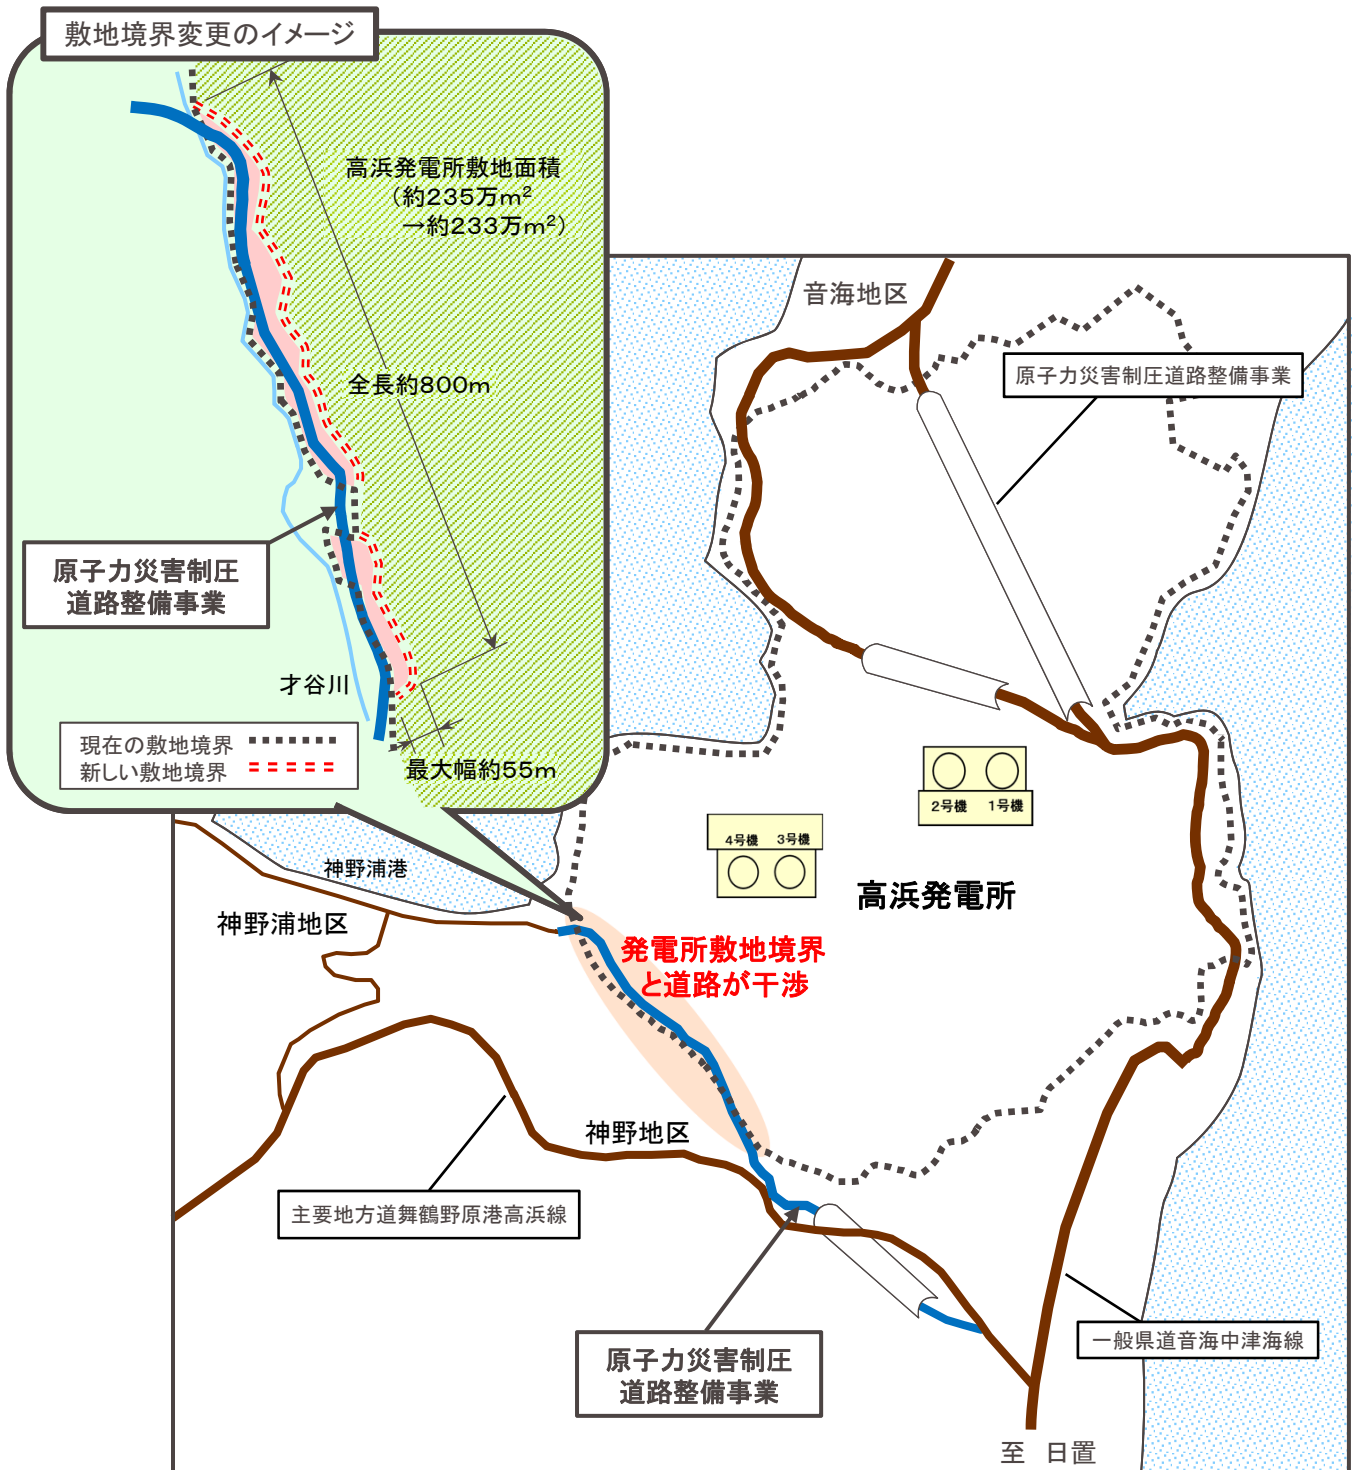 敷地境界変更のイメージ
高浜発電所敷地面積
（約235万m²
→約233万m²）
全長約800m
原子力災害制圧
道路整備事業
才谷川
現在の敷地境界
新しい敷地境界
最大幅約55m
音海地区
原子力災害制圧道路整備事業
2号機 1号機
4号機 3号機
高浜発電所
神野浦港
神野浦地区
発電所敷地境界
と道路が干渉
神野地区
主要地方道舞鶴野原港高浜線
原子力災害制圧
道路整備事業
一般県道音海中津海線
至 日置